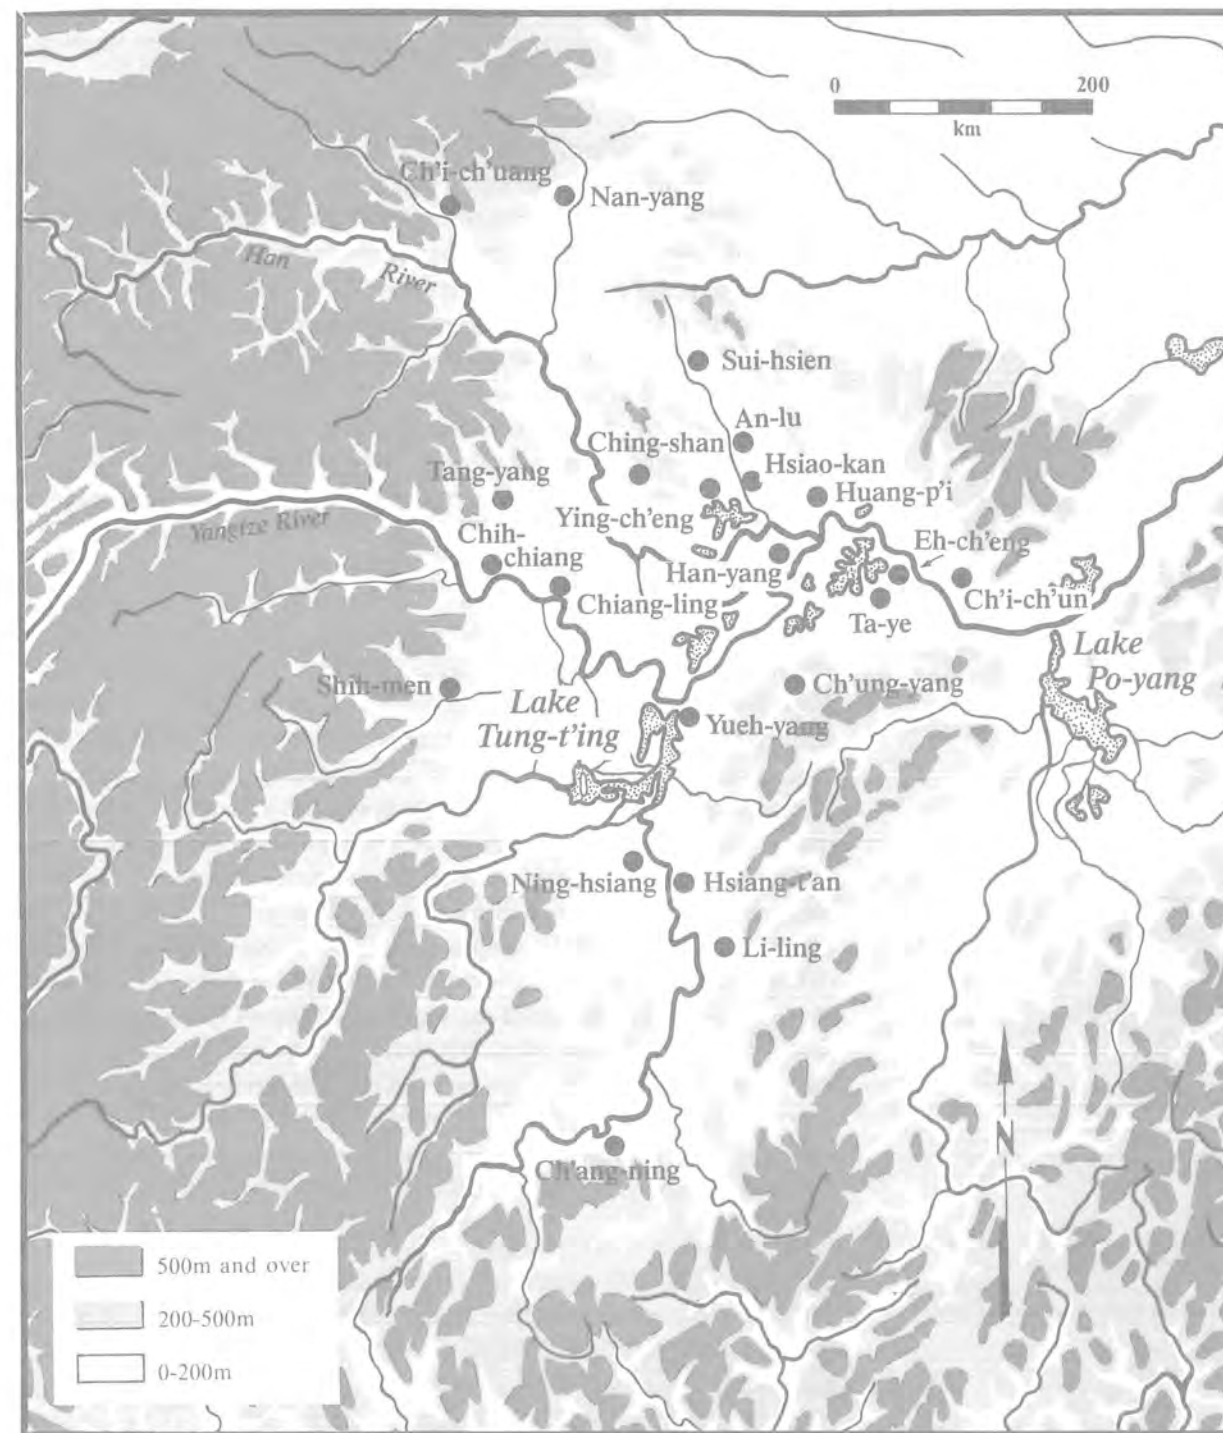 0 200
km
Ch'i-ch'uang
Nan-yang
Han
River
Sui-hsien
An-lu
Ching-shan
Hsiao-kan
Tang-yang
Huang-p'i
Ying-ch'eng
Yangtze River
Chih-
chiang
Eh-ch'eng
Han-yang
Ch'i-ch'un
Chiang-ling
Ta-ye
Lake
Po-yang
Shih-men
Ch'ung-yang
Lake
Tung-t'ing
Yueh-yang
Ning-hsiang
Hsiang-t'an
Li-ling
N
Ch'ang-ning
500m and over
200-500m
0-200m